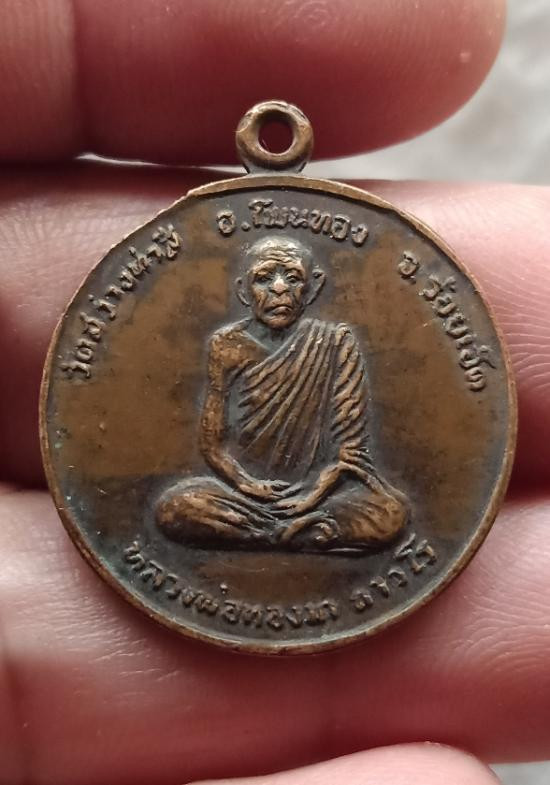 วัดสว่างท่าสี อ.โพนทอง จ.ร้อยเอ็ด
หลวงพ่อทองมา ถาวโร